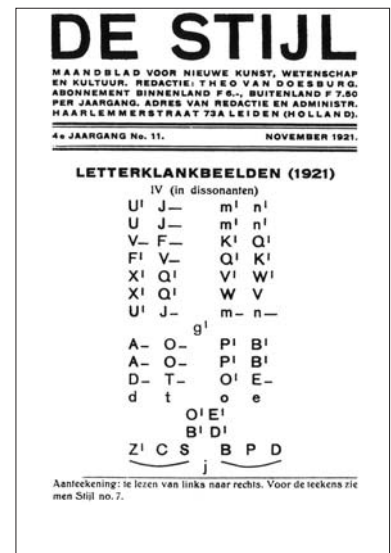 DE STIJL
MAANDBLAD VOOR NIEUWE KUNST, WETENSCHAP
EN KULTUUR. REDACTIE: THEO VAN DOESBURG.
ABONNEMENT BINNENLAND F 6.-, BUITENLAND F 7.50
PER JAARGANG. ADRES VAN REDACTIE EN ADMINISTR.
HAARLEMMERSTRAAT 73A LEIDEN (HOLLAND).
4e JAARGANG No. 11. NOVEMBER 1921.
LETTERKLANKBEELDEN (1921)
IV (in dissonanten)
U| J— m| n|
U J— m| n|
V— F— K| Q|
F| V— Q| K|
X| Q| V| W|
X| Q| W V
U| J— m— n—
g|
A— O— P| B|
A— O— P| B|
D— T— O| E—
d t o e
O| E|
B| D|
Z| C S B P D
j
Aanteekening: te lezen van links naar rechts. Voor de teekens zie
men Stijl no. 7.